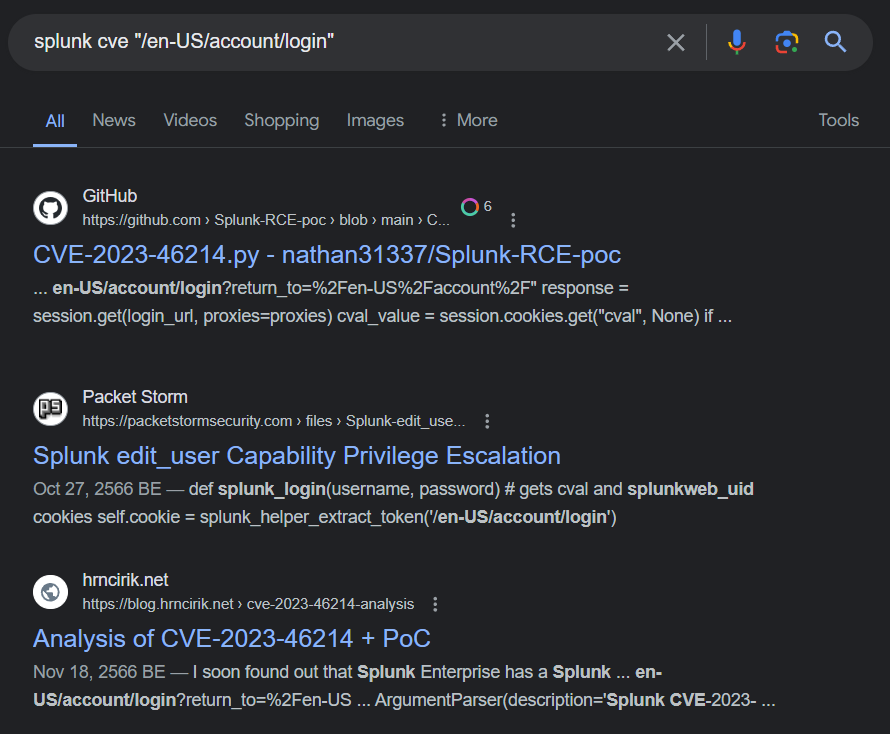 splunk cve "/en-US/account/login"
All News Videos Shopping Images More Tools
GitHub
https://github.com › Splunk-RCE-poc › blob › main › C... 6
CVE-2023-46214.py - nathan31337/Splunk-RCE-poc
... en-US/account/login?return_to=%2Fen-US%2Faccount%2F" response =
session.get(login_url, proxies=proxies) cval_value = session.cookies.get("cval", None) if ...
PS
Packet Storm
https://packetstormsecurity.com › files › Splunk-edit_use...
Splunk edit_user Capability Privilege Escalation
Oct 27, 2566 BE — def splunk_login(username, password) # gets cval and splunkweb_uid
cookies self.cookie = splunk_helper_extract_token('/en-US/account/login')
hrncirik.net
https://blog.hrncirik.net › cve-2023-46214-analysis
Analysis of CVE-2023-46214 + PoC
Nov 18, 2566 BE — I soon found out that Splunk Enterprise has a Splunk ... en-
US/account/login?return_to=%2Fen-US ... ArgumentParser(description='Splunk CVE-2023- ...